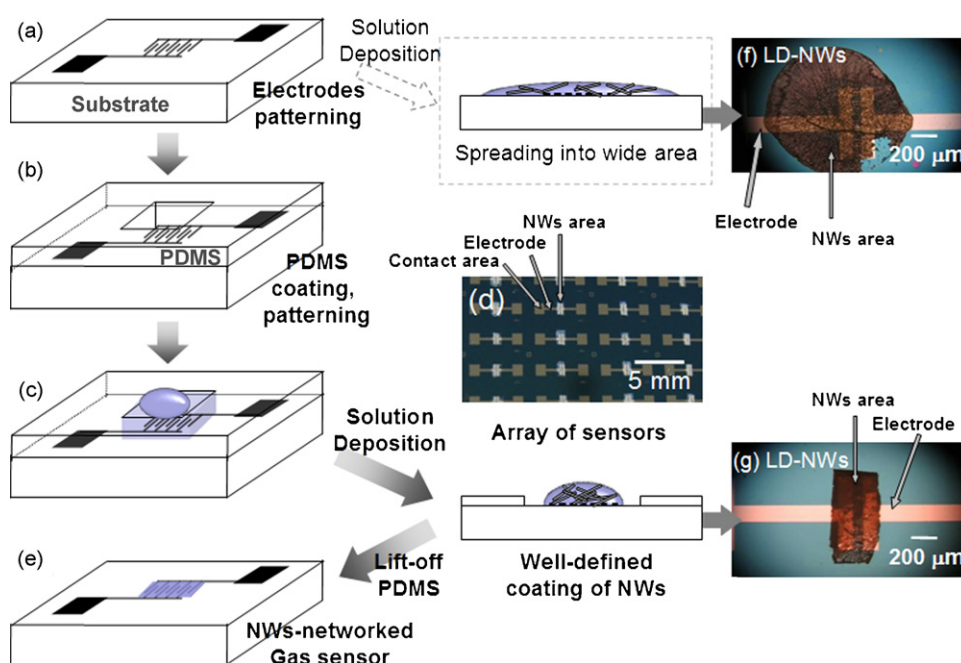 (a)
Substrate
Electrodes
patterning
Solution
Deposition
Spreading into wide area
(f) LD-NWs
200 μm
Electrode
NWs area
(b)
PDMS
PDMS
coating,
patterning
NWs area
Electrode
Contact area
(d)
5 mm
Array of sensors
(c)
Solution
Deposition
Well-defined
coating of NWs
NWs area
Electrode
(g) LD-NWs
200 μm
(e)
Lift-off
PDMS
NWs-networked
Gas sensor